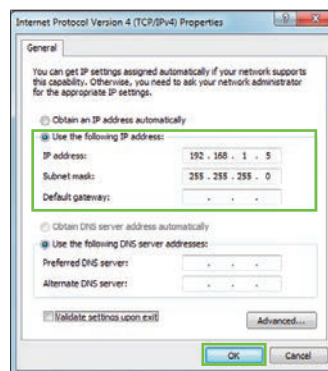 Internet Protocol Version 4 (TCP/IPv4) Properties
General
You can get IP settings assigned automatically if your network supports
this capability. Otherwise, you need to ask your network administrator
for the appropriate IP settings.
Obtain an IP address automatically
Use the following IP address:
IP address: 192 . 168 . 1 . 5
Subnet mask: 255 . 255 . 255 . 0
Default gateway: . . .
Obtain DNS server address automatically
Use the following DNS server addresses:
Preferred DNS server: . . .
Alternate DNS server: . . .
Validate settings upon exit
Advanced...
OK Cancel